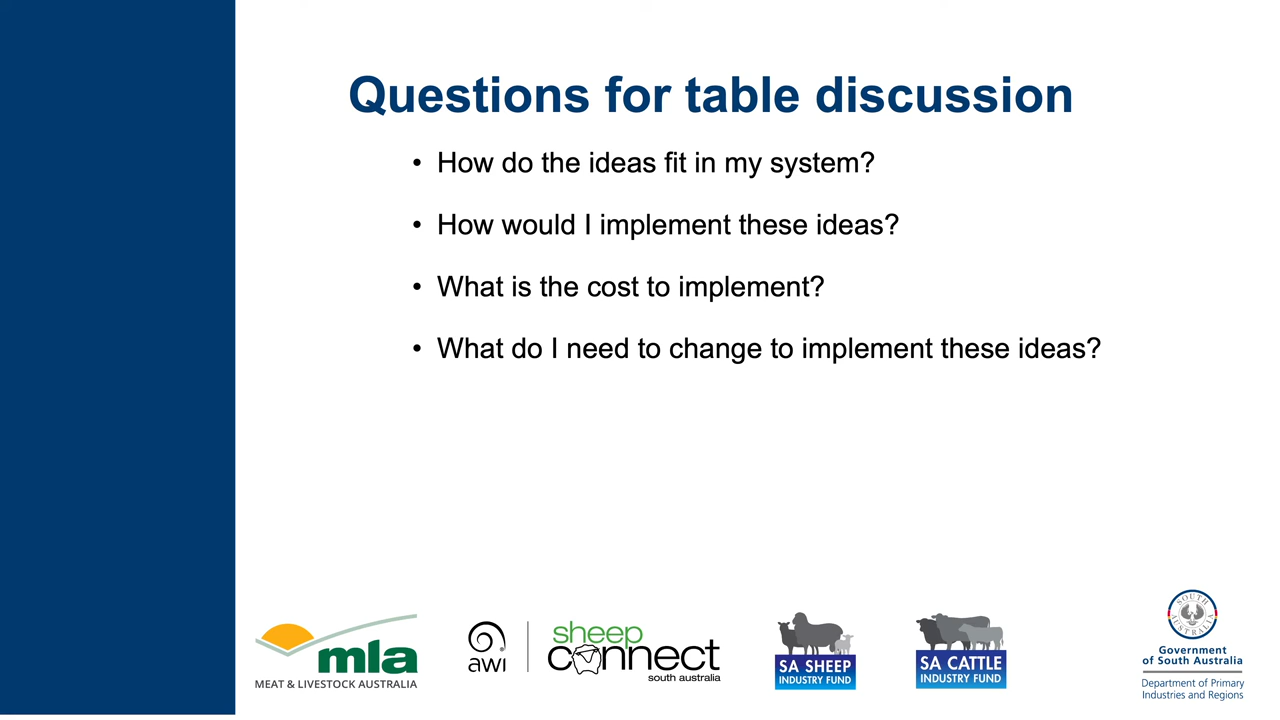 Questions for table discussion
• How do the ideas fit in my system?
• How would I implement these ideas?
• What is the cost to implement?
• What do I need to change to implement these ideas?
mla
MEAT & LIVESTOCK AUSTRALIA
awi
sheep
connect
south australia
SA SHEEP
INDUSTRY FUND
SA CATTLE
INDUSTRY FUND
SOUTH AUSTRALIA
Government
of South Australia
Department of Primary
Industries and Regions